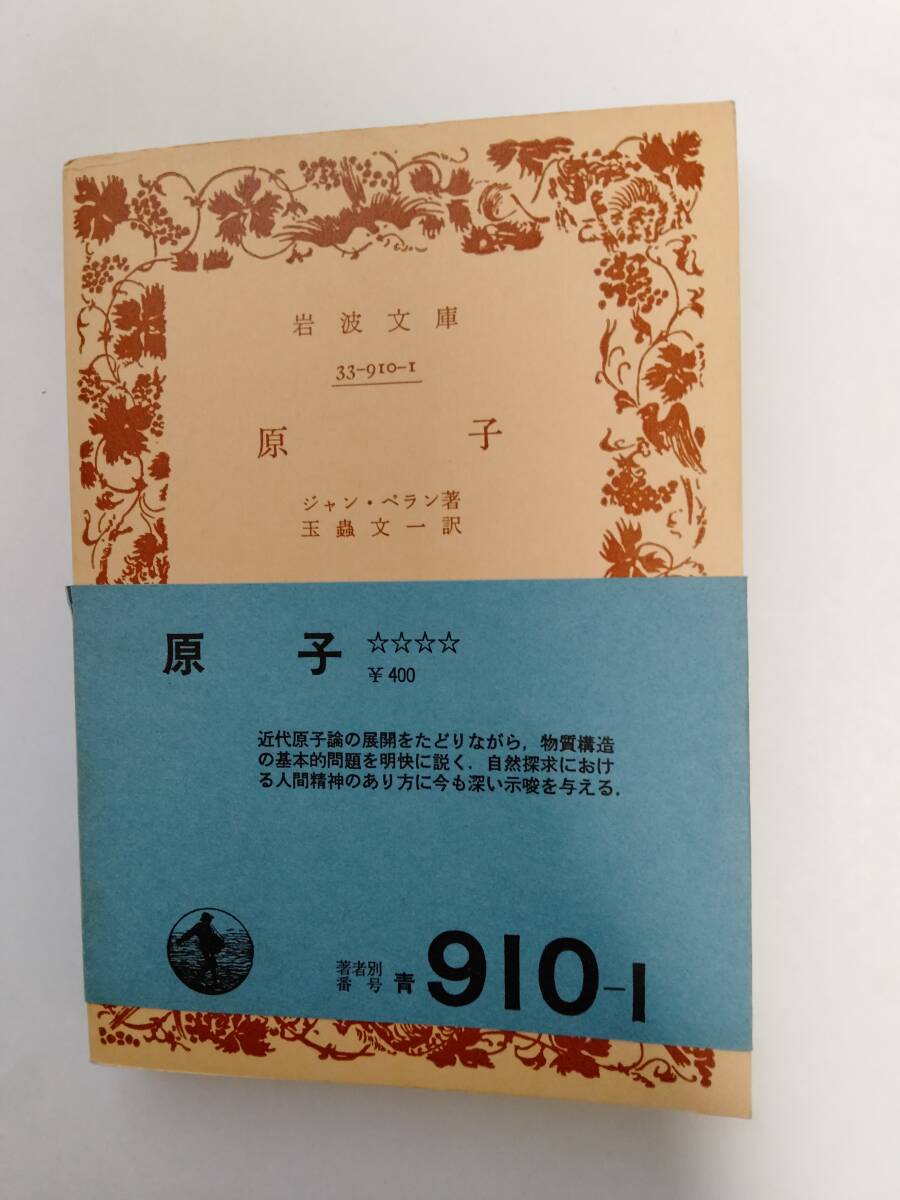 岩波文庫
33-910-1
原子
ジャン・ペラン著
玉蟲文一訳
原子 ☆☆☆☆
¥400
近代原子論の展開をたどりながら，物質構造
の基本的問題を明快に説く．自然探求におけ
る人間精神のあり方に今も深い示唆を与える．
著者別
番号 青 910-1